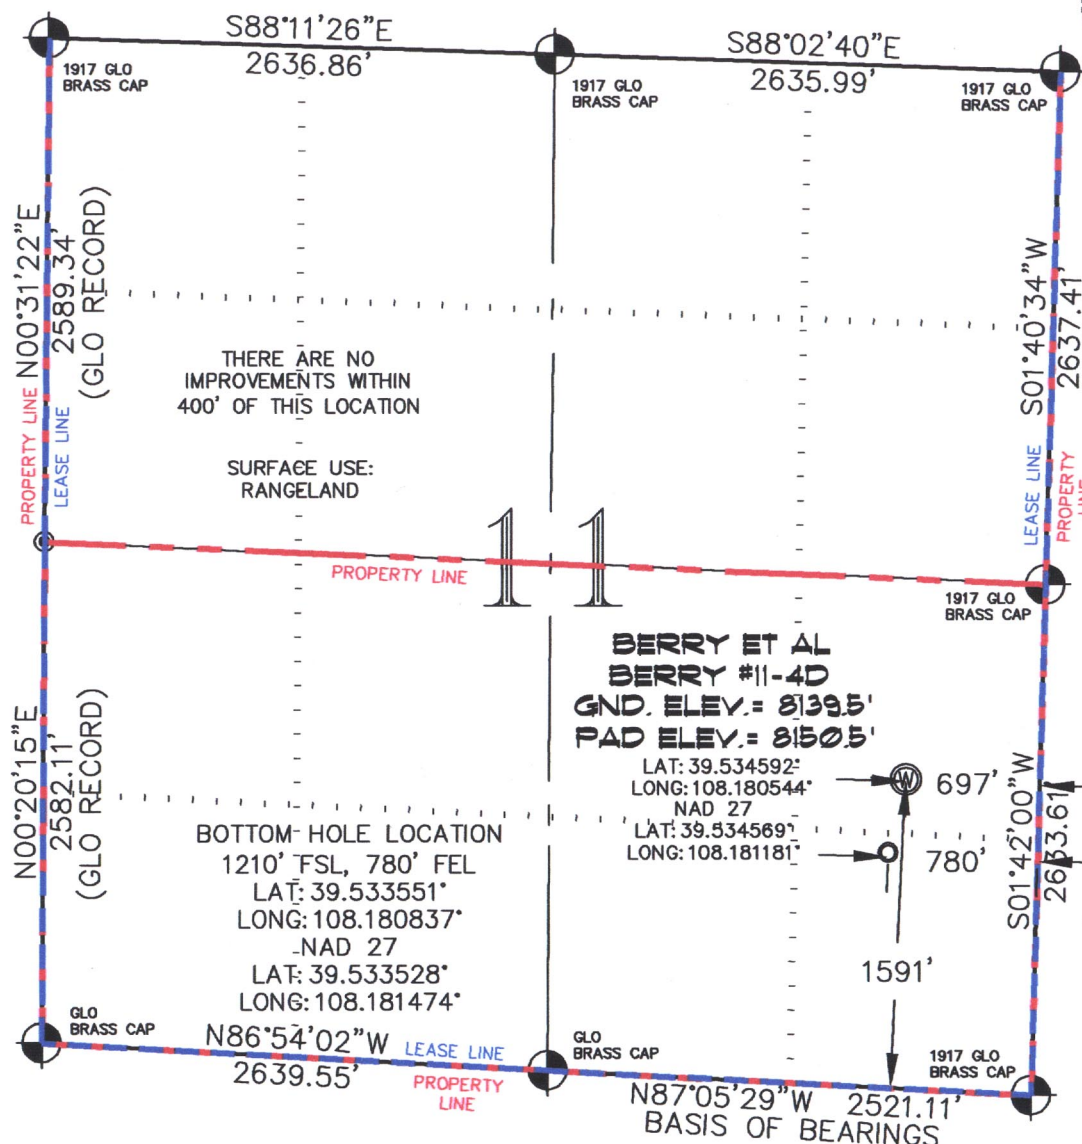 S88°11'26"E
2636.86'
S88°02'40"E
2635.99'
1917 GLO
BRASS CAP
1917 GLO
BRASS CAP
1917 GLO
BRASS CAP
N00°31'22"E
2589.34'
(GLO RECORD)
PROPERTY LINE
LEASE LINE
THERE ARE NO
IMPROVEMENTS WITHIN
400' OF THIS LOCATION
SURFACE USE:
RANGELAND
S01°40'34"W
2637.41'
LEASE LINE
PROPERTY
LINE
PROPERTY LINE
11
1917 GLO
BRASS CAP
BERRY ET AL
BERRY #11-4D
GND. ELEV.= 8139.5'
PAD ELEV.= 8150.5'
LAT: 39.534592°
LONG: 108.180544°
NAD 27
LAT: 39.534569°
LONG: 108.181181°
W
697'
780'
1591'
S01°42'00"W
2633.61'
N00°20'15"E
2582.11'
(GLO RECORD)
BOTTOM HOLE LOCATION
1210' FSL, 780' FEL
LAT: 39.533551°
LONG: 108.180837°
NAD 27
LAT: 39.533528°
LONG: 108.181474°
GLO
BRASS CAP
N86°54'02"W
2639.55'
LEASE LINE
PROPERTY
LINE
GLO
BRASS CAP
1917 GLO
BRASS CAP
N87°05'29"W
2521.11'
BASIS OF BEARINGS